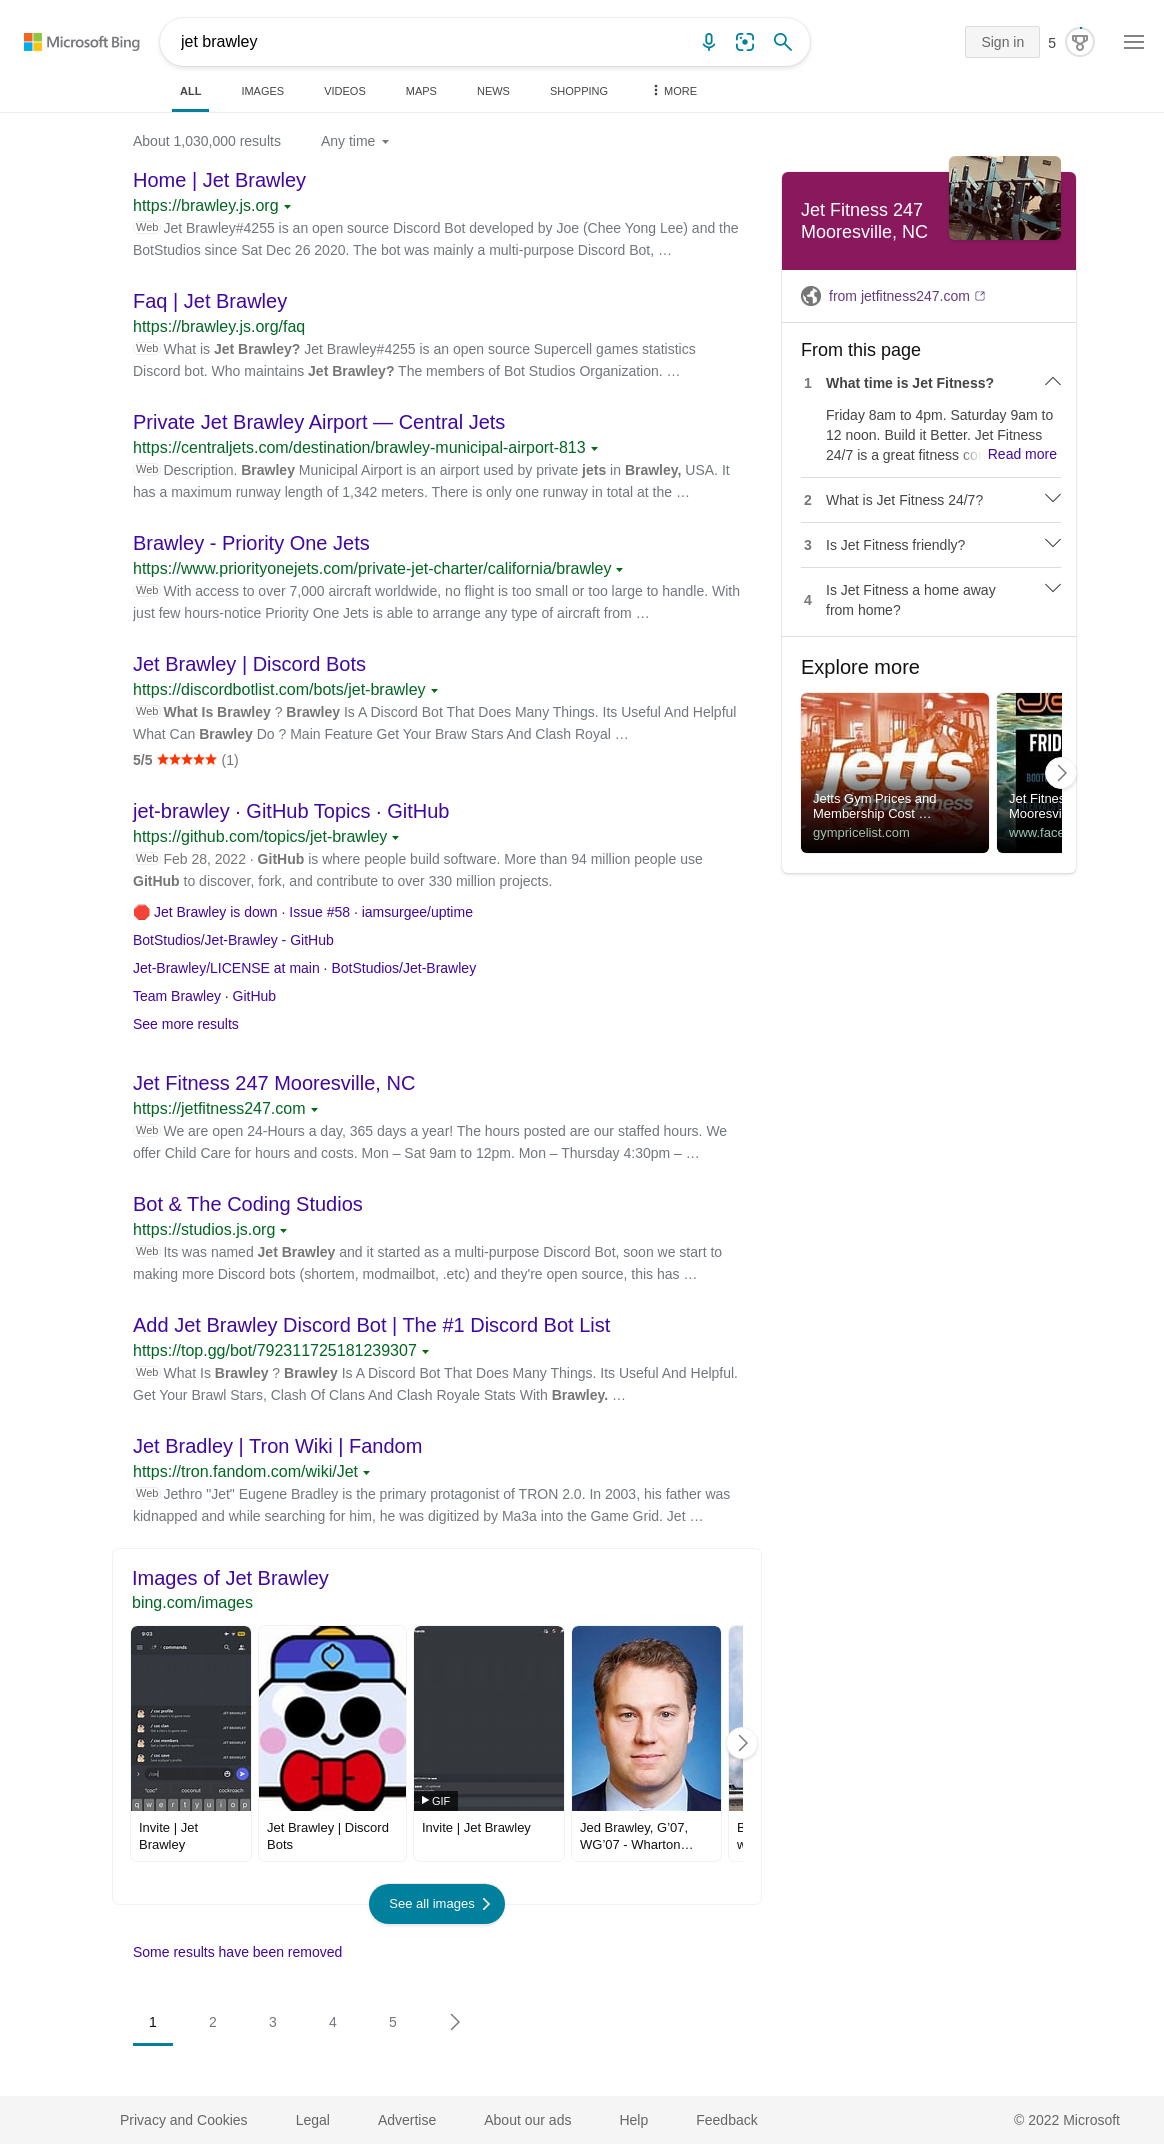 Microsoft Bing
jet brawley
Sign in
5
ALL
IMAGES
VIDEOS
MAPS
NEWS
SHOPPING
MORE
About 1,030,000 results
Any time
Home | Jet Brawley
https://brawley.js.org
Web Jet Brawley#4255 is an open source Discord Bot developed by Joe (Chee Yong Lee) and the
BotStudios since Sat Dec 26 2020. The bot was mainly a multi-purpose Discord Bot, …
Faq | Jet Brawley
https://brawley.js.org/faq
Web What is Jet Brawley? Jet Brawley#4255 is an open source Supercell games statistics
Discord bot. Who maintains Jet Brawley? The members of Bot Studios Organization. …
Private Jet Brawley Airport — Central Jets
https://centraljets.com/destination/brawley-municipal-airport-813
Web Description. Brawley Municipal Airport is an airport used by private jets in Brawley, USA. It
has a maximum runway length of 1,342 meters. There is only one runway in total at the …
Brawley - Priority One Jets
https://www.priorityonejets.com/private-jet-charter/california/brawley
Web With access to over 7,000 aircraft worldwide, no flight is too small or too large to handle. With
just few hours-notice Priority One Jets is able to arrange any type of aircraft from …
Jet Brawley | Discord Bots
https://discordbotlist.com/bots/jet-brawley
Web What Is Brawley ? Brawley Is A Discord Bot That Does Many Things. Its Useful And Helpful
What Can Brawley Do ? Main Feature Get Your Braw Stars And Clash Royal …
5/5 ★★★★★ (1)
jet-brawley · GitHub Topics · GitHub
https://github.com/topics/jet-brawley
Web Feb 28, 2022 · GitHub is where people build software. More than 94 million people use
GitHub to discover, fork, and contribute to over 330 million projects.
🛑 Jet Brawley is down · Issue #58 · iamsurgee/uptime
BotStudios/Jet-Brawley - GitHub
Jet-Brawley/LICENSE at main · BotStudios/Jet-Brawley
Team Brawley · GitHub
See more results
Jet Fitness 247 Mooresville, NC
https://jetfitness247.com
Web We are open 24-Hours a day, 365 days a year! The hours posted are our staffed hours. We
offer Child Care for hours and costs. Mon – Sat 9am to 12pm. Mon – Thursday 4:30pm – …
Bot & The Coding Studios
https://studios.js.org
Web Its was named Jet Brawley and it started as a multi-purpose Discord Bot, soon we start to
making more Discord bots (shortem, modmailbot, .etc) and they're open source, this has …
Add Jet Brawley Discord Bot | The #1 Discord Bot List
https://top.gg/bot/792311725181239307
Web What Is Brawley ? Brawley Is A Discord Bot That Does Many Things. Its Useful And Helpful.
Get Your Brawl Stars, Clash Of Clans And Clash Royale Stats With Brawley. …
Jet Bradley | Tron Wiki | Fandom
https://tron.fandom.com/wiki/Jet
Web Jethro "Jet" Eugene Bradley is the primary protagonist of TRON 2.0. In 2003, his father was
kidnapped and while searching for him, he was digitized by Ma3a into the Game Grid. Jet …
Images of Jet Brawley
bing.com/images
9:03
commands
/ coc profile
JET BRAWLEY
/ coc clan
JET BRAWLEY
/ coc members
JET BRAWLEY
/ coc save
JET BRAWLEY
"coc" coconut cockroach
q w e r t y u i o p
GIF
Invite | Jet
Brawley
Jet Brawley | Discord
Bots
Invite | Jet Brawley
Jed Brawley, G'07,
WG'07 - Wharton…
See all images
Some results have been removed
1 2 3 4 5
Jet Fitness 247
Mooresville, NC
from jetfitness247.com
From this page
1 What time is Jet Fitness?
Friday 8am to 4pm. Saturday 9am to
12 noon. Build it Better. Jet Fitness
24/7 is a great fitness co Read more
2 What is Jet Fitness 24/7?
3 Is Jet Fitness friendly?
4 Is Jet Fitness a home away
from home?
Explore more
jetts
24 hour fitness
Jetts Gym Prices and
Membership Cost …
gympricelist.com
FRID
BOOT
Jet Fitnes
Mooresvi
www.face
Privacy and Cookies
Legal
Advertise
About our ads
Help
Feedback
© 2022 Microsoft